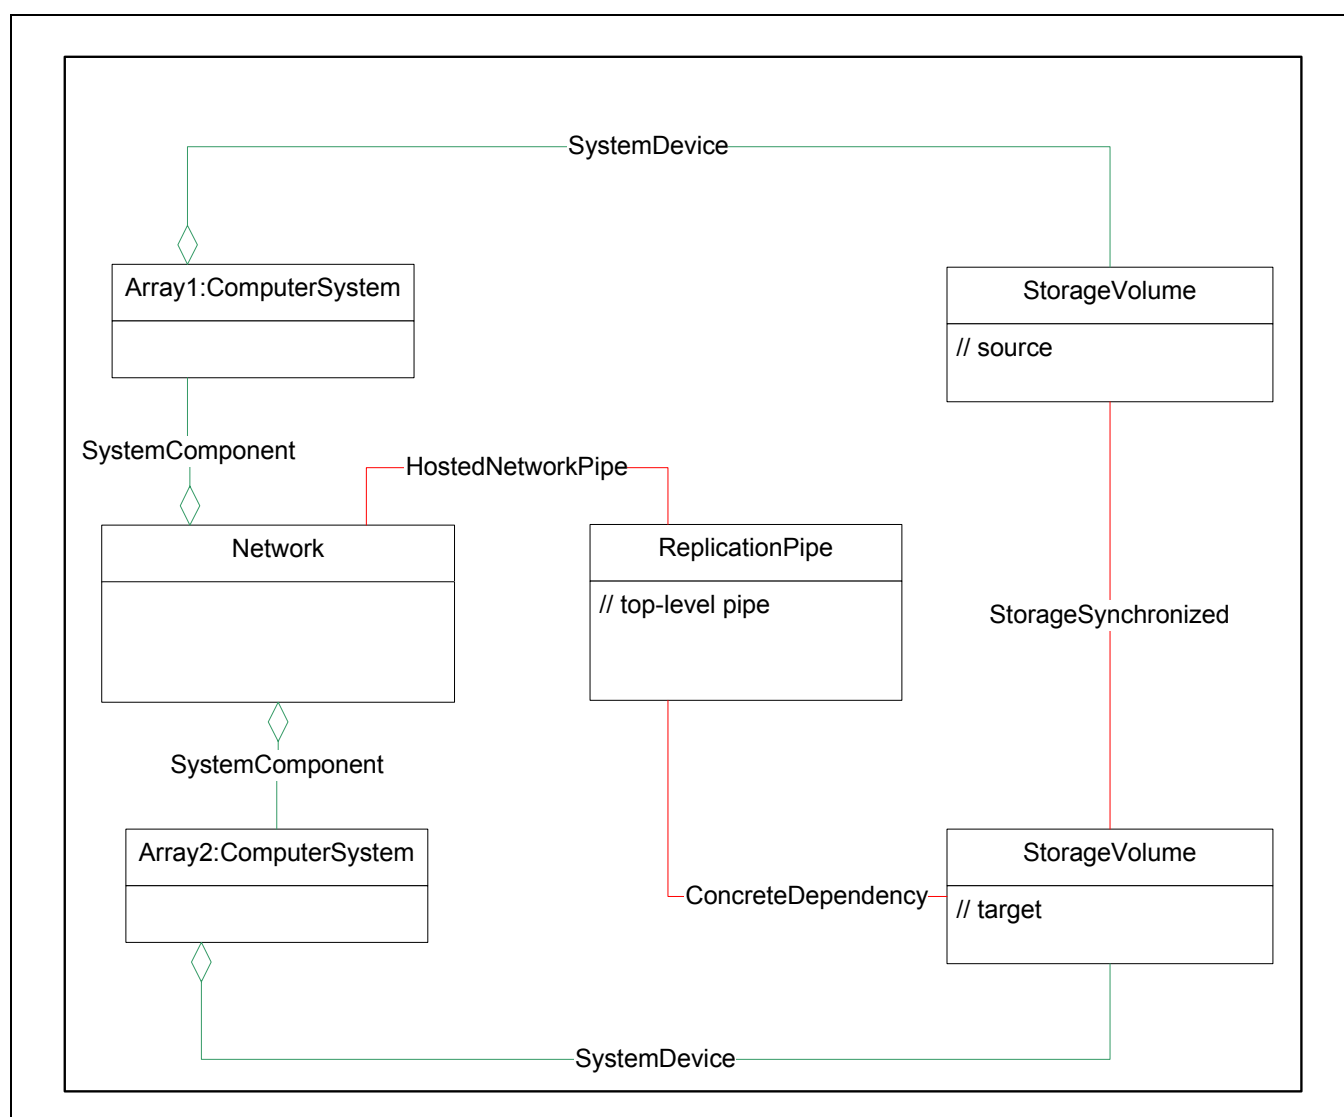 SystemDevice
Array1:ComputerSystem
StorageVolume
// source
SystemComponent
HostedNetworkPipe
Network
ReplicationPipe
// top-level pipe
StorageSynchronized
SystemComponent
Array2:ComputerSystem
StorageVolume
ConcreteDependency
// target
SystemDevice